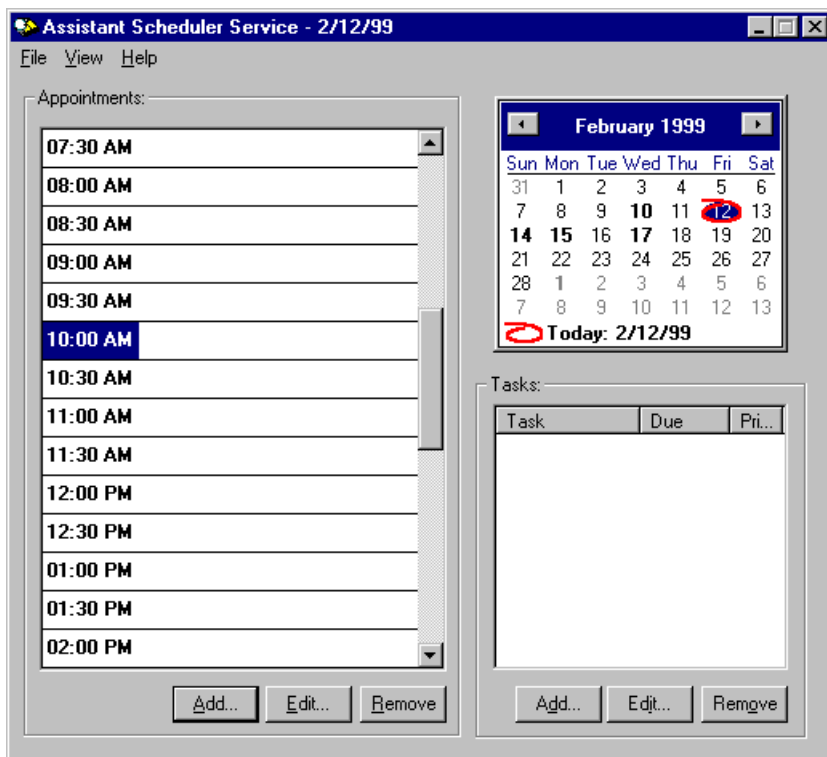 Assistant Scheduler Service - 2/12/99
File View Help
Appointments:
07:30 AM
08:00 AM
08:30 AM
09:00 AM
09:30 AM
10:00 AM
10:30 AM
11:00 AM
11:30 AM
12:00 PM
12:30 PM
01:00 PM
01:30 PM
02:00 PM
Add... Edit... Remove
February 1999
Sun Mon Tue Wed Thu Fri Sat
31 1 2 3 4 5 6
7 8 9 10 11 12 13
14 15 16 17 18 19 20
21 22 23 24 25 26 27
28 1 2 3 4 5 6
7 8 9 10 11 12 13
Today: 2/12/99
Tasks:
Task Due Pri...
Add... Edit... Remove